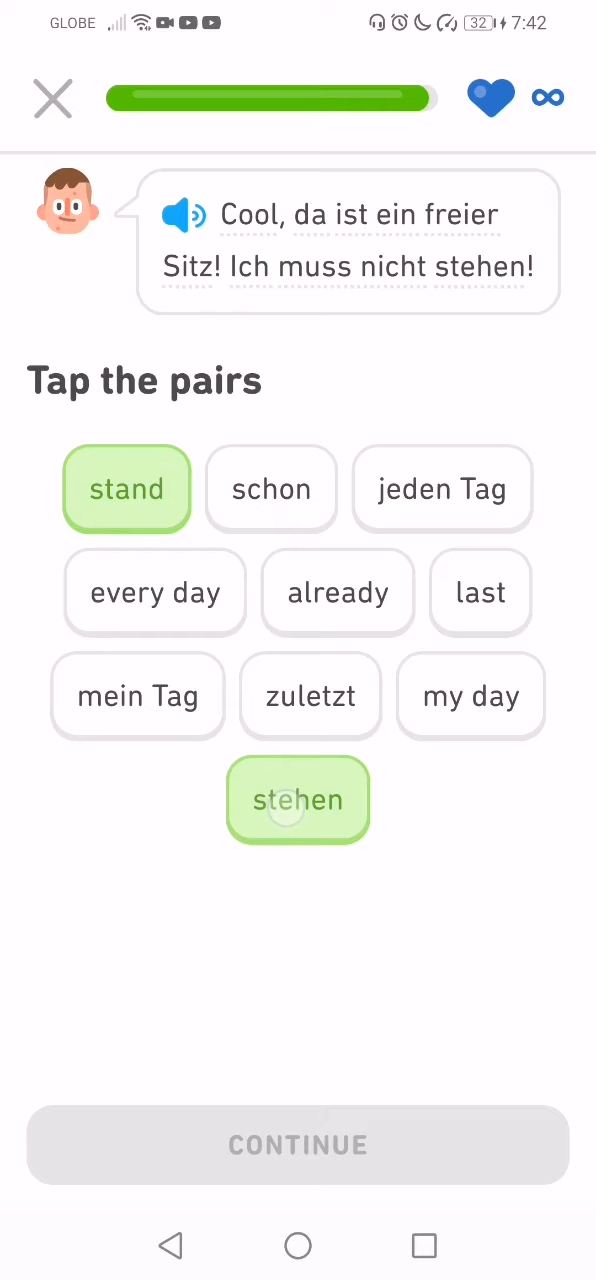 GLOBE 32 7:42
Cool, da ist ein freier
Sitz! Ich muss nicht stehen!
Tap the pairs
stand schon jeden Tag
every day already last
mein Tag zuletzt my day
stehen
CONTINUE